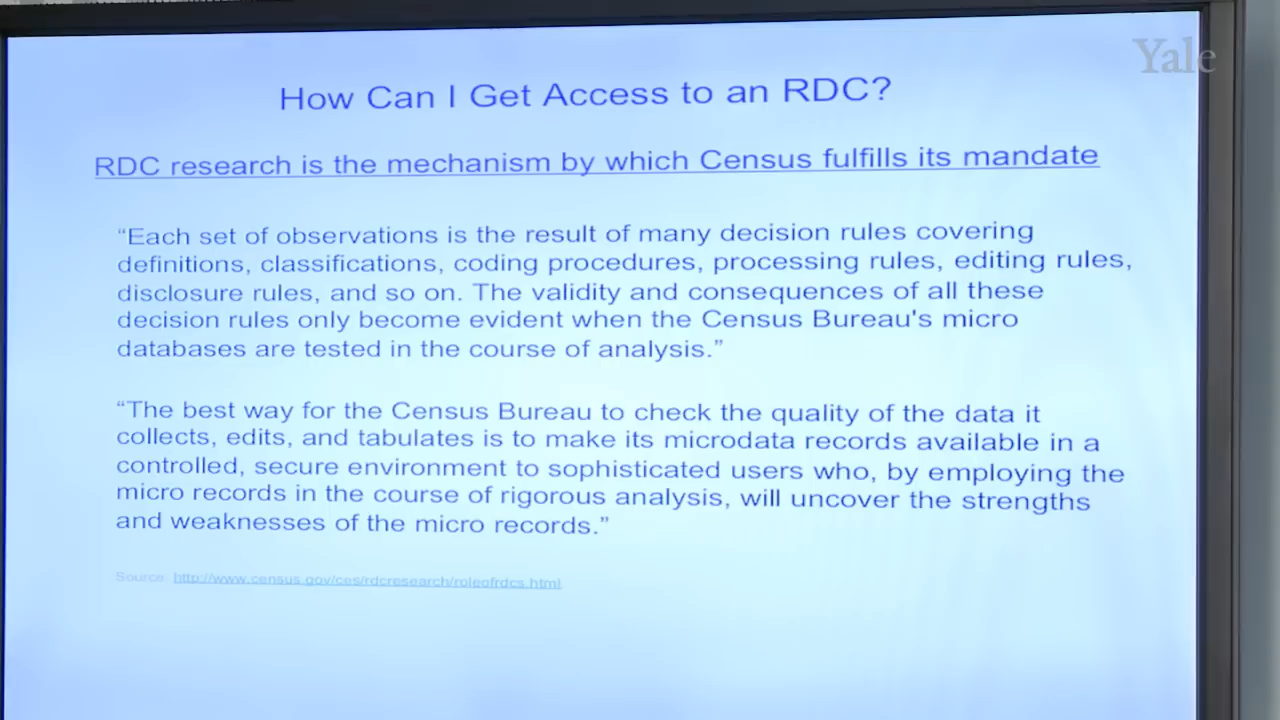 Yale
How Can I Get Access to an RDC?
RDC research is the mechanism by which Census fulfills its mandate
“Each set of observations is the result of many decision rules covering
definitions, classifications, coding procedures, processing rules, editing rules,
disclosure rules, and so on. The validity and consequences of all these
decision rules only become evident when the Census Bureau's micro
databases are tested in the course of analysis.”
“The best way for the Census Bureau to check the quality of the data it
collects, edits, and tabulates is to make its microdata records available in a
controlled, secure environment to sophisticated users who, by employing the
micro records in the course of rigorous analysis, will uncover the strengths
and weaknesses of the micro records.”
Source: http://www.census.gov/ces/rdcresearch/roleofrdcs.html